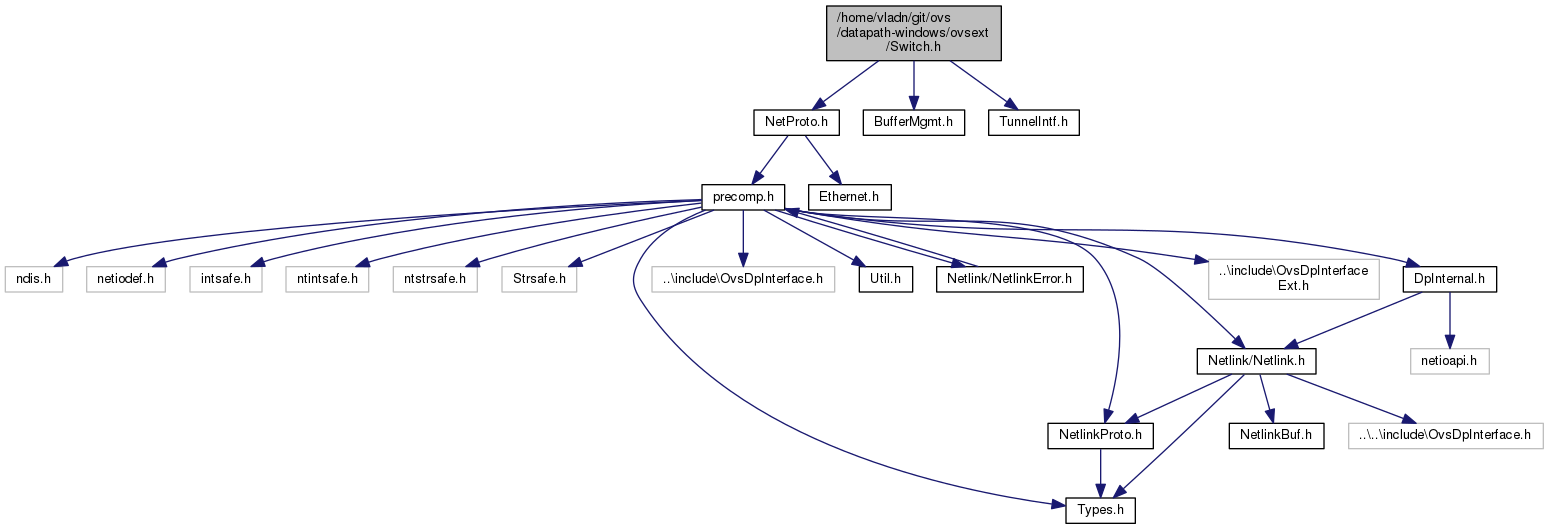 /home/vladn/git/ovs
/datapath-windows/ovsext
/Switch.h
NetProto.h
BufferMgmt.h
TunnelIntf.h
precomp.h
Ethernet.h
ndis.h
netiodef.h
intsafe.h
ntintsafe.h
ntstrsafe.h
Strsafe.h
..\include\OvsDpInterface.h
Util.h
Netlink/NetlinkError.h
..\include\OvsDpInterface
Ext.h
DpInternal.h
Netlink/Netlink.h
netioapi.h
NetlinkProto.h
NetlinkBuf.h
..\..\include\OvsDpInterface.h
Types.h